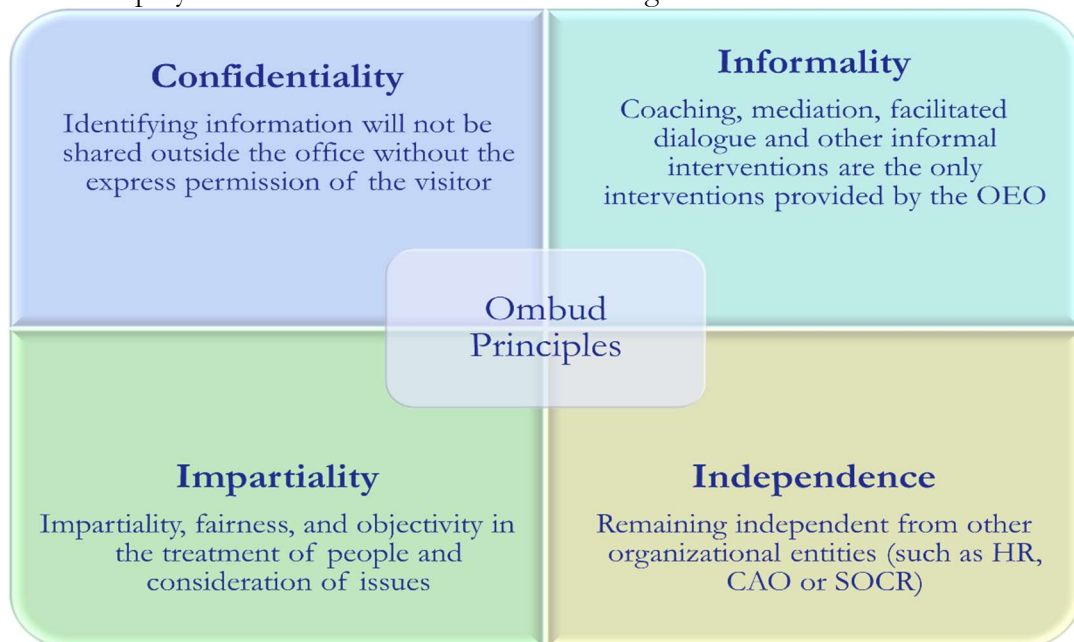 Confidentiality
Identifying information will not be
shared outside the office without the
express permission of the visitor
Informality
Coaching, mediation, facilitated
dialogue and other informal
interventions are the only
interventions provided by the OEO
Ombud
Principles
Impartiality
Impartiality, fairness, and objectivity in
the treatment of people and
consideration of issues
Independence
Remaining independent from other
organizational entities (such as HR,
CAO or SOCR)